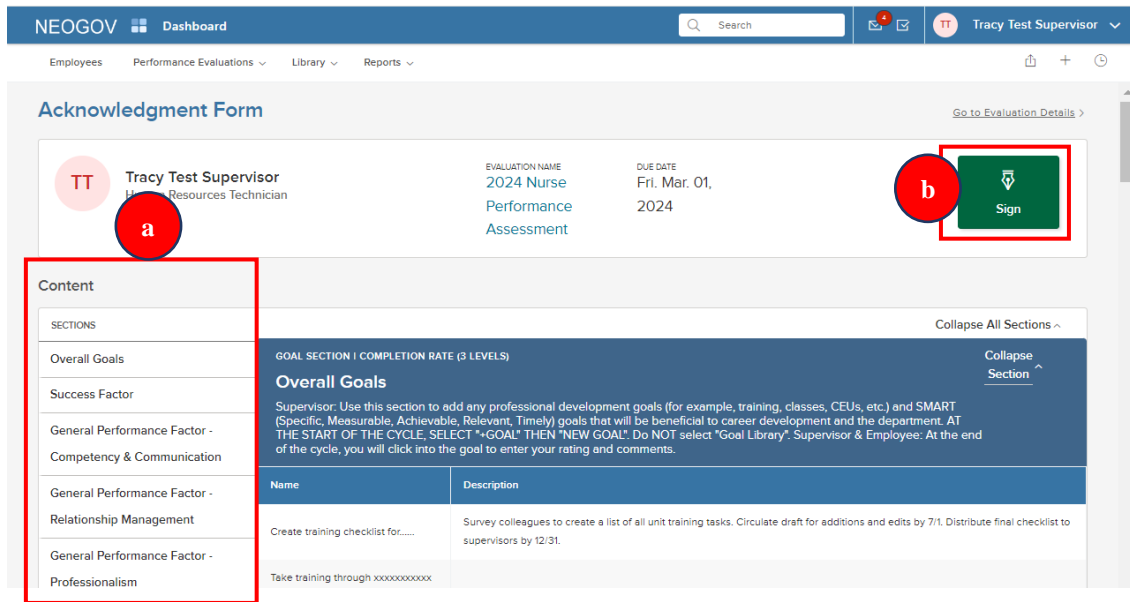 NEOGOV Dashboard
Search
4
TT
Tracy Test Supervisor
Employees Performance Evaluations Library Reports
Acknowledgment Form
Go to Evaluation Details
TT
Tracy Test Supervisor
Human Resources Technician
EVALUATION NAME
2024 Nurse
Performance
Assessment
DUE DATE
Fri. Mar. 01,
2024
b
Sign
a
Content
SECTIONS
Collapse All Sections
Overall Goals
Success Factor
General Performance Factor -
Competency & Communication
General Performance Factor -
Relationship Management
General Performance Factor -
Professionalism
GOAL SECTION | COMPLETION RATE (3 LEVELS)
Collapse
Section
Overall Goals
Supervisor: Use this section to add any professional development goals (for example, training, classes, CEUs, etc.) and SMART
(Specific, Measurable, Achievable, Relevant, Timely) goals that will be beneficial to career development and the department. AT
THE START OF THE CYCLE, SELECT "+GOAL" THEN "NEW GOAL". Do NOT select "Goal Library". Supervisor & Employee: At the end
of the cycle, you will click into the goal to enter your rating and comments.
Name Description
Create training checklist for......
Survey colleagues to create a list of all unit training tasks. Circulate draft for additions and edits by 7/1. Distribute final checklist to
supervisors by 12/31.
Take training through xxxxxxxxxxx